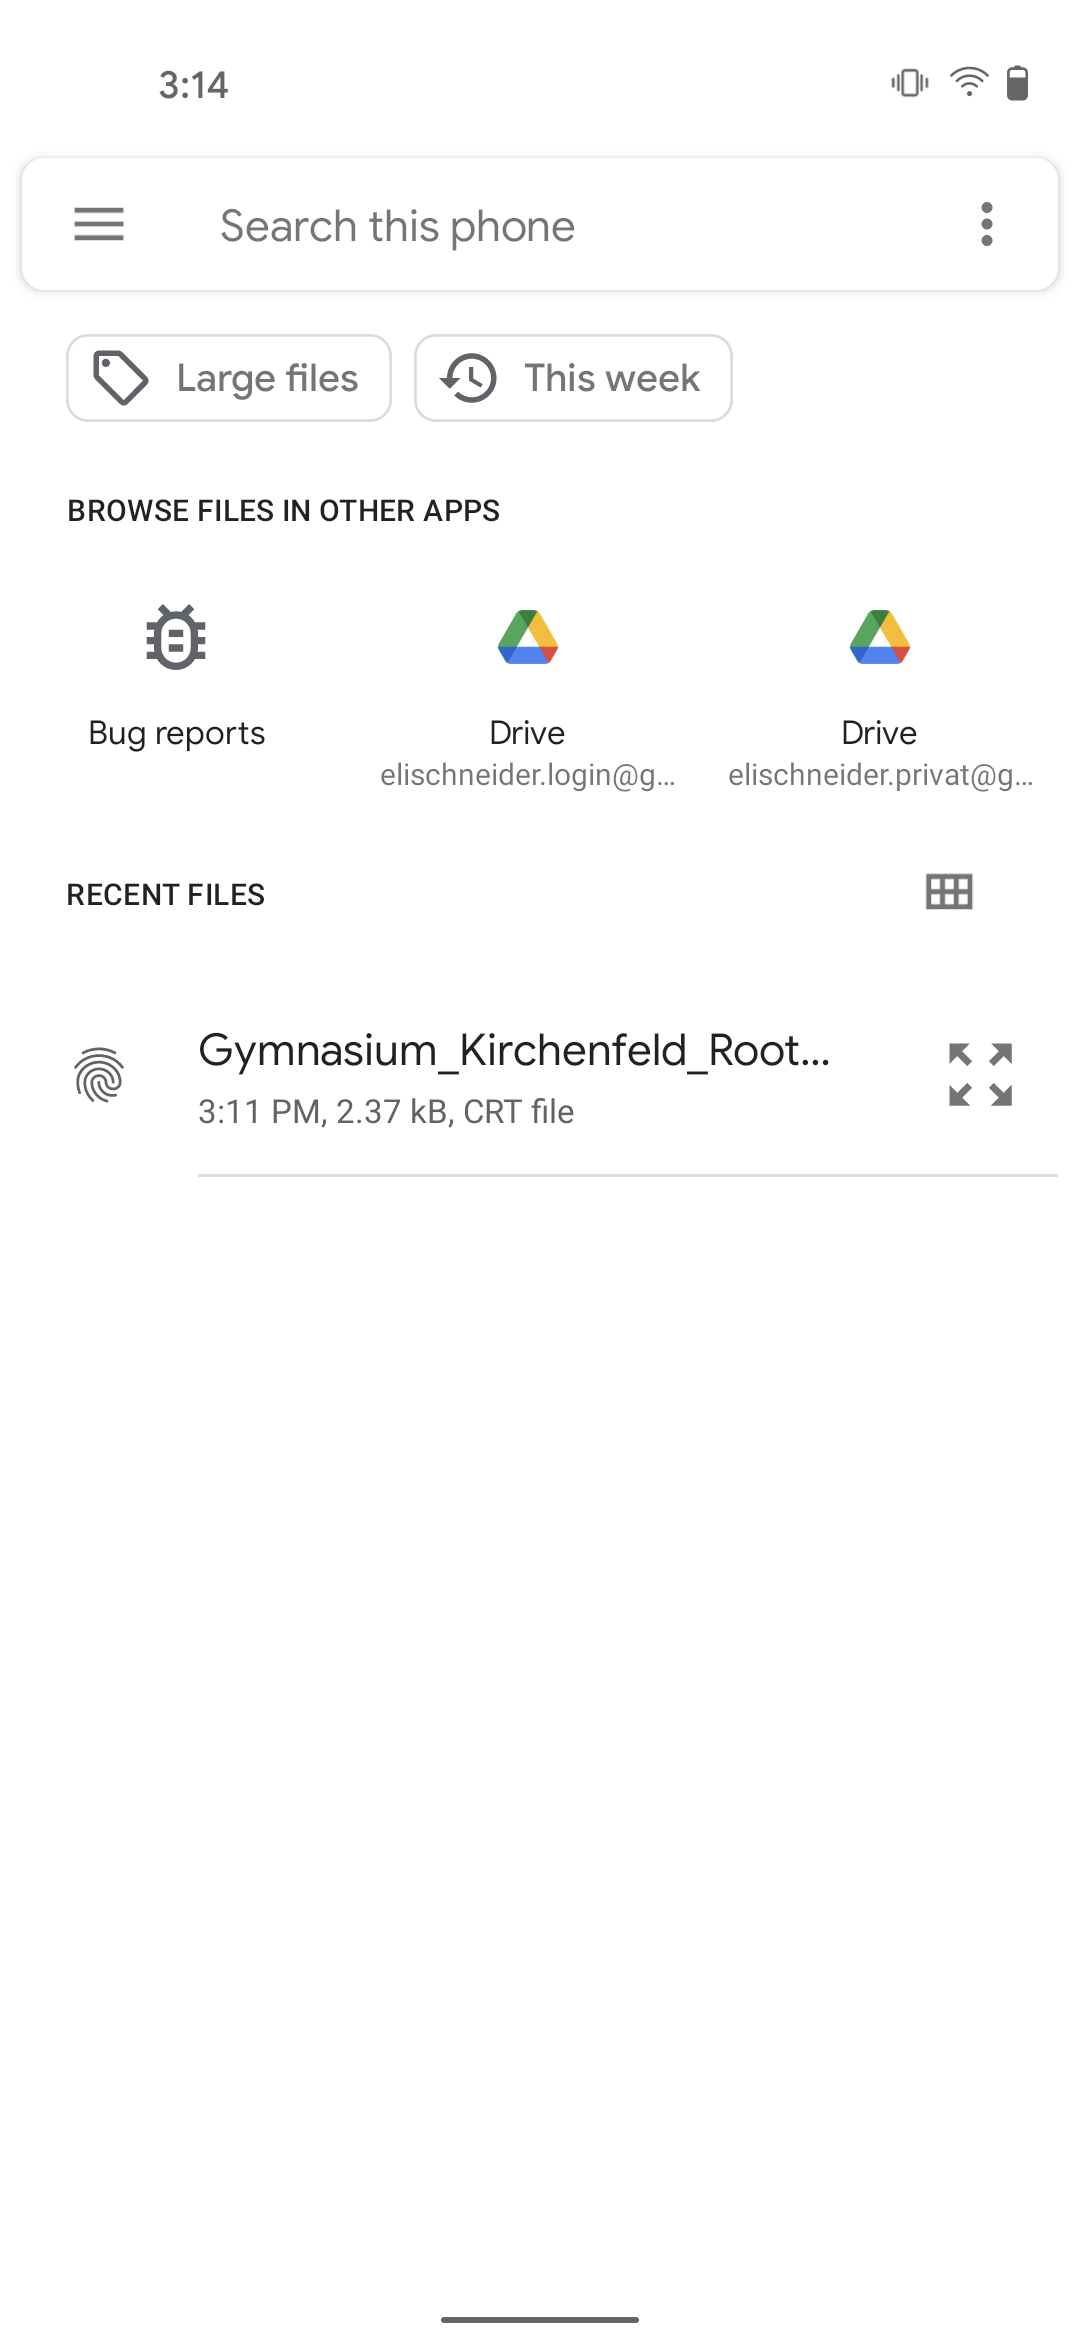 3:14
Search this phone
Large files
This week
BROWSE FILES IN OTHER APPS
Bug reports
Drive
elischneider.login@g...
Drive
elischneider.privat@g...
RECENT FILES
Gymnasium_Kirchenfeld_Root...
3:11 PM, 2.37 kB, CRT file